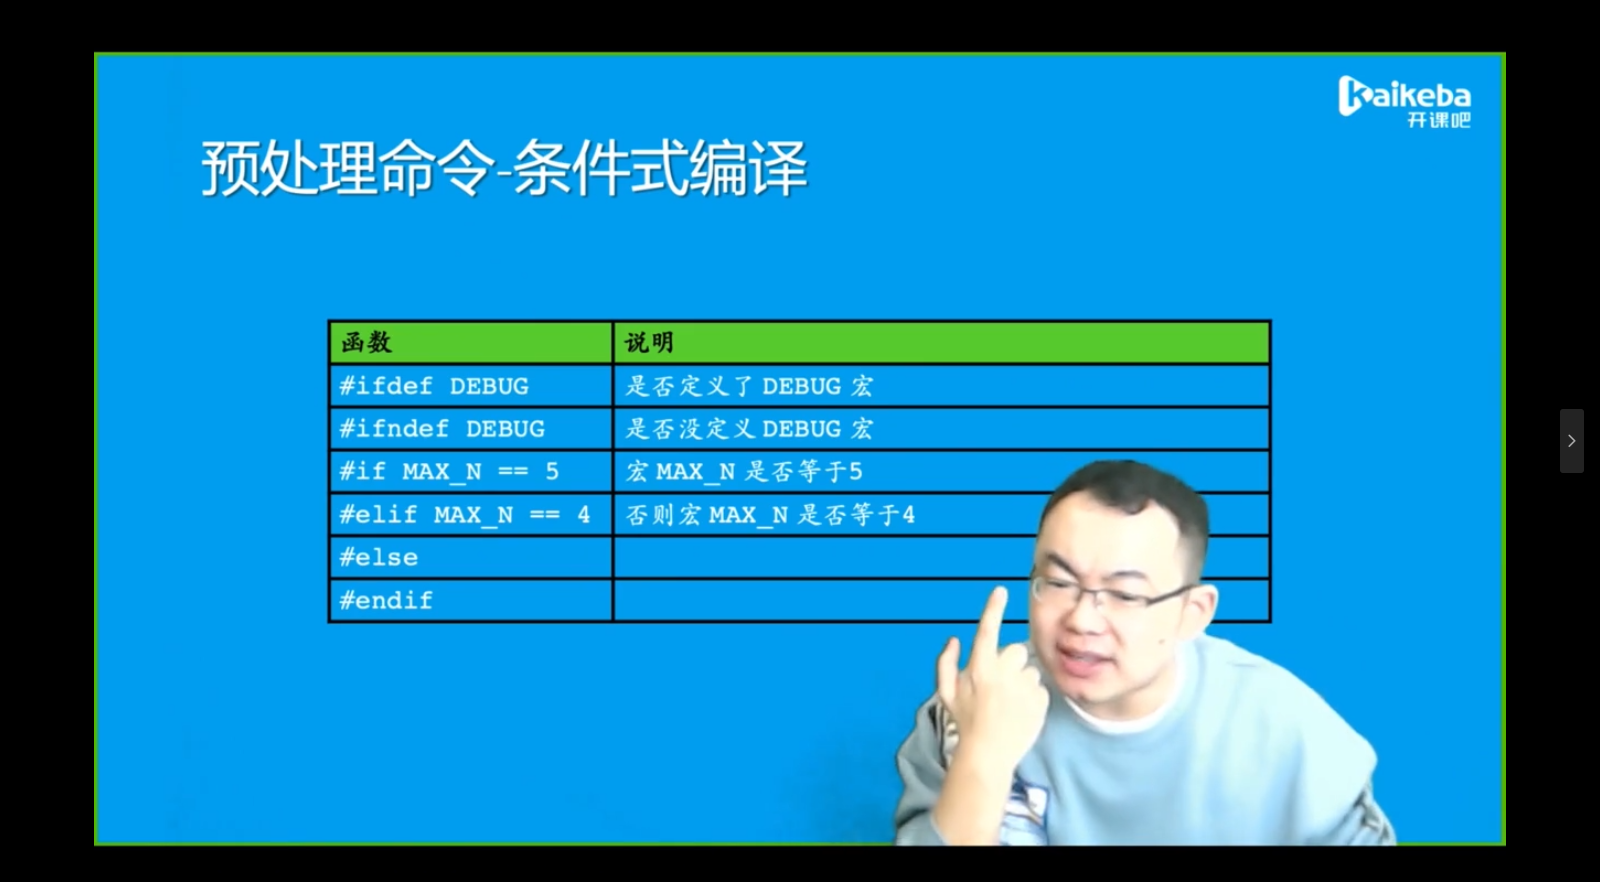 kaikeba
开课吧
预处理命令-条件式编译
函数 说明
#ifdef DEBUG 是否定义了 DEBUG 宏
#ifndef DEBUG 是否没定义 DEBUG 宏
#if MAX_N == 5 宏 MAX_N 是否等于5
#elif MAX_N == 4 否则宏 MAX_N 是否等于4
#else
#endif